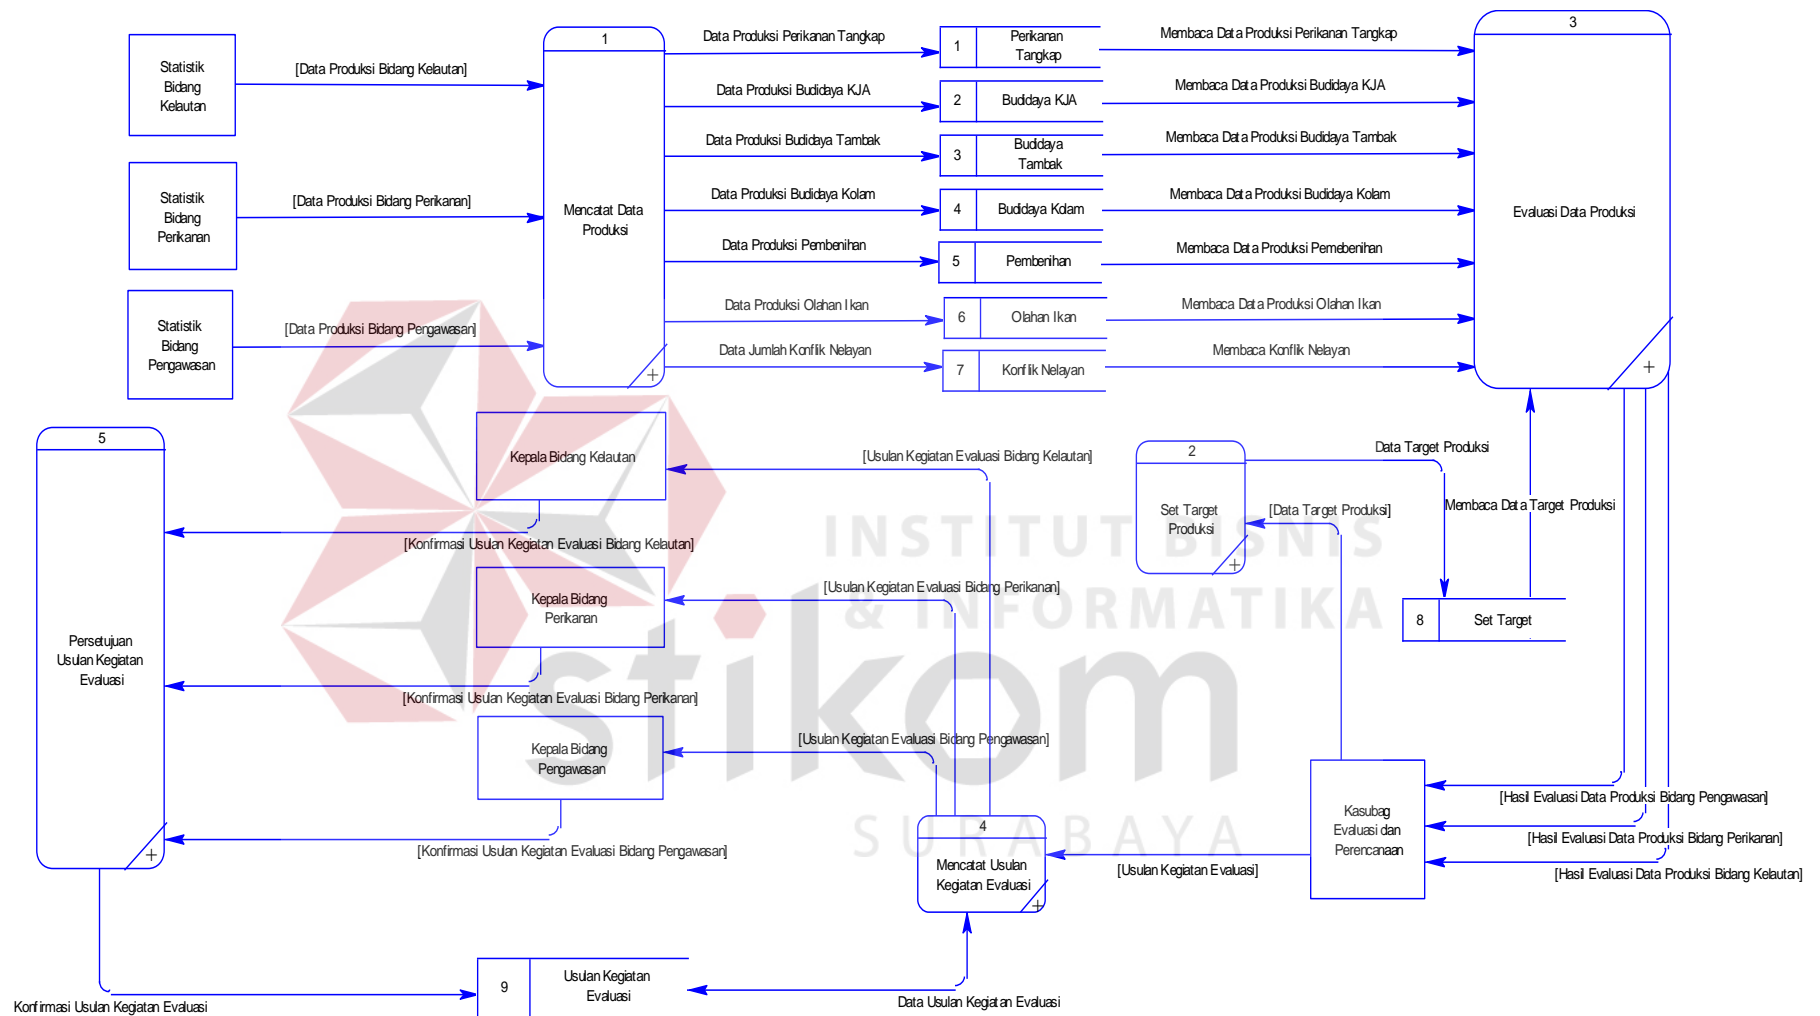 1
3
Statistik
Bidang
Kelautan
[Data Produksi Bidang Kelautan]
Data Produksi Perikanan Tangkap
1
Perikanan
Tangkap
Membaca Data Produksi Perikanan Tangkap
Data Produksi Budidaya KJA
2
Budidaya KJA
Membaca Data Produksi Budidaya KJA
Data Produksi Budidaya Tambak
3
Budidaya
Tambak
Membaca Data Produksi Budidaya Tambak
Statistik
Bidang
Perikanan
[Data Produksi Bidang Perikanan]
Mencatat Data
Produksi
Data Produksi Budidaya Kolam
4
Budidaya Kolam
Membaca Data Produksi Budidaya Kolam
Evaluasi Data Produksi
Data Produksi Pembenihan
5
Pembenihan
Membaca Data Produksi Pemebenihan
Statistik
Bidang
Pengawasan
[Data Produksi Bidang Pengawasan]
Data Produksi Olahan Ikan
6
Olahan Ikan
Membaca Data Produksi Olahan Ikan
Data Jumlah Konflik Nelayan
7
Konflik Nelayan
Membaca Konflik Nelayan
+
+
5
Kepala Bidang Kelautan
[Usulan Kegiatan Evaluasi Bidang Kelautan]
2
Data Target Produksi
Set Target
Produksi
+
[Data Target Produksi]
Membaca Data Target Produksi
[Konfirmasi Usulan Kegiatan Evaluasi Bidang Kelautan]
INSTITUT BISNIS
& INFORMATIKA
stikom
SURABAYA
Kepala Bidang
Perikanan
[Usulan Kegiatan Evaluasi Bidang Perikanan]
8
Set Target
Persetujuan
Usulan Kegiatan
Evaluasi
+
[Konfirmasi Usulan Kegiatan Evaluasi Bidang Perikanan]
Kepala Bidang
Pengawasan
[Usulan Kegiatan Evaluasi Bidang Pengawasan]
[Konfirmasi Usulan Kegiatan Evaluasi Bidang Pengawasan]
4
Mencatat Usulan
Kegiatan Evaluasi
+
[Usulan Kegiatan Evaluasi]
Kasubag
Evaluasi dan
Perencanaan
[Hasil Evaluasi Data Produksi Bidang Pengawasan]
[Hasil Evaluasi Data Produksi Bidang Perikanan]
[Hasil Evaluasi Data Produksi Bidang Kelautan]
Konfirmasi Usulan Kegiatan Evaluasi
9
Usulan Kegiatan
Evaluasi
Data Usulan Kegiatan Evaluasi